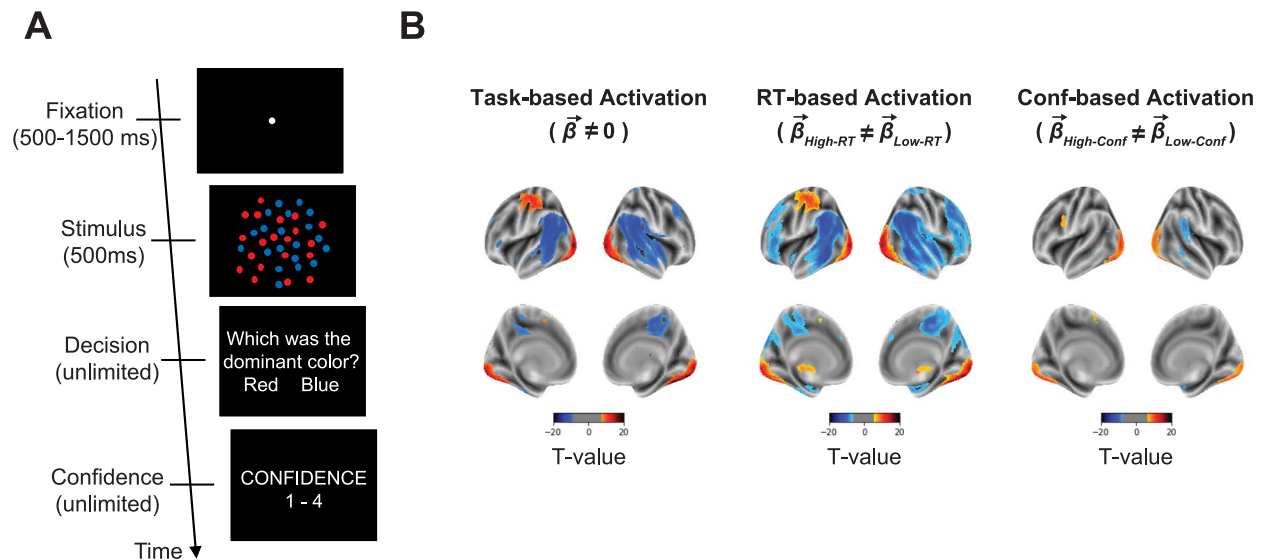 A
Fixation
(500-1500 ms)
Stimulus
(500ms)
Decision
(unlimited)
Which was the
dominant color?
Red Blue
Confidence
(unlimited)
CONFIDENCE
1 - 4
Time
B
Task-based Activation
( β ≠ 0 )
−20 0 20
T-value
RT-based Activation
( β High-RT ≠ β Low-RT )
−20 0 20
T-value
Conf-based Activation
( β High-Conf ≠ β Low-Conf )
−20 0 20
T-value